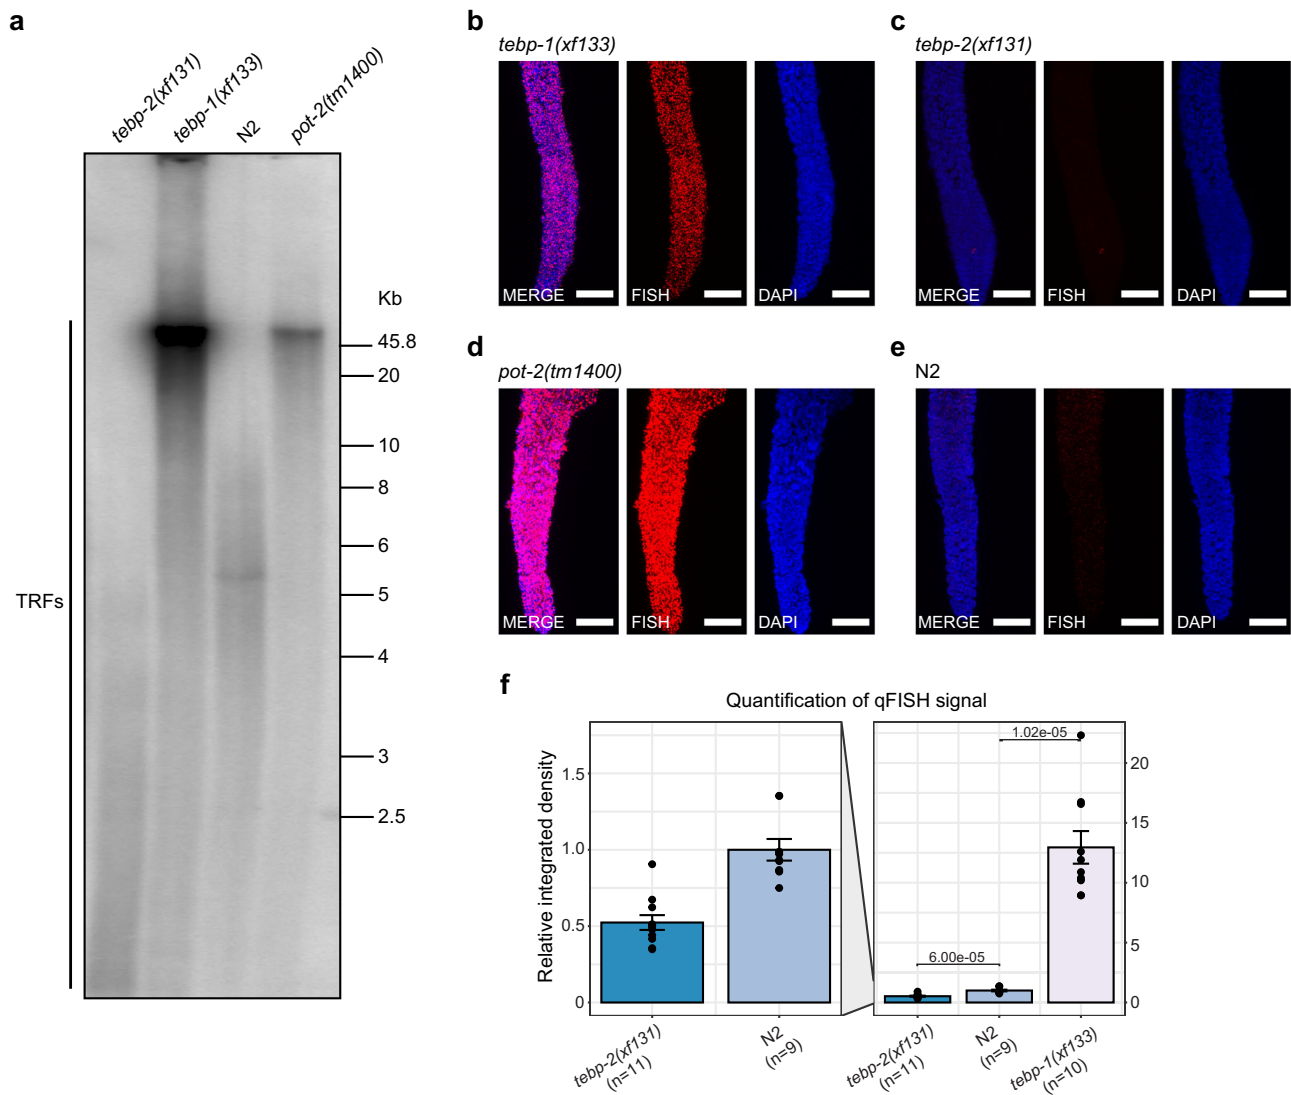 a
tebp-2(xf131)
tebp-1(xf133)
N2
pot-2(tm1400)
Kb
45.8
20
10
8
6
5
4
3
2.5
TRFs
b
tebp-1(xf133)
MERGE
FISH
DAPI
c
tebp-2(xf131)
MERGE
FISH
DAPI
d
pot-2(tm1400)
MERGE
FISH
DAPI
e
N2
MERGE
FISH
DAPI
f
Quantification of qFISH signal
Relative integrated density
1.5
1.0
0.5
0
tebp-2(xf131)
(n=11)
N2
(n=9)
1.02e-05
6.00e-05
20
15
10
5
0
tebp-2(xf131)
(n=11)
N2
(n=9)
tebp-1(xf133)
(n=10)